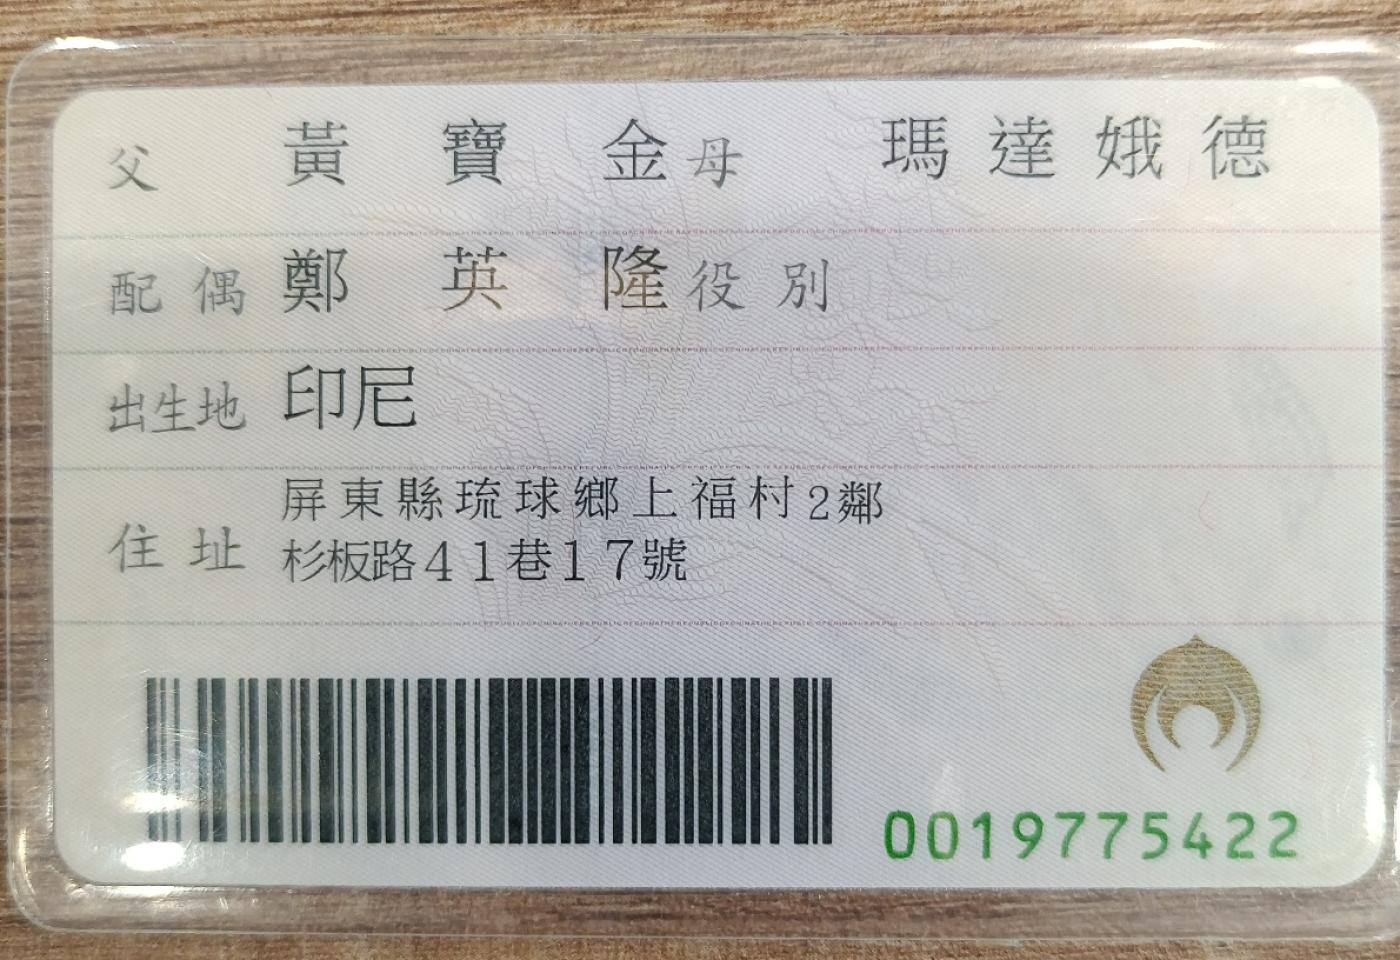 父 黃寶金 母 瑪達娥德
配偶 鄭英隆 役別
出生地 印尼
住址 屏東縣琉球鄉上福村2鄰
杉板路41巷17號
0019775422